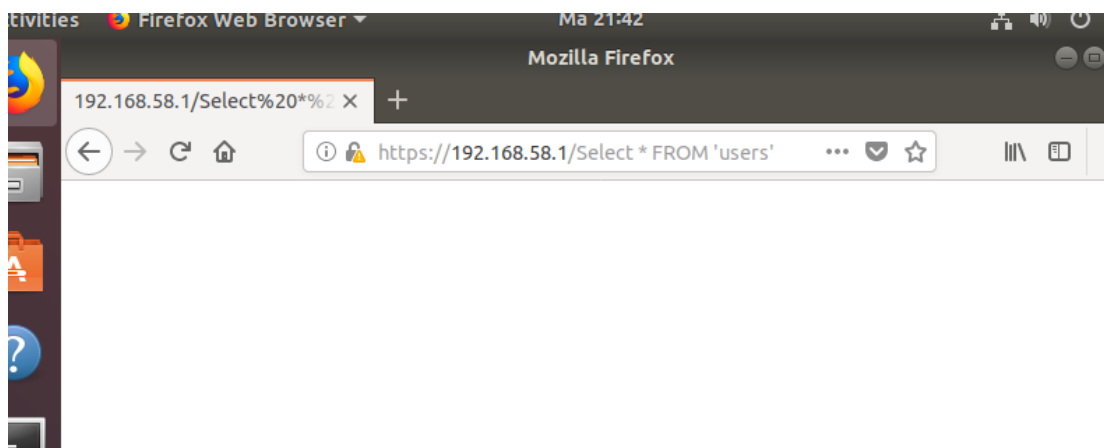 Firefox Web Browser Ma 21:42
Mozilla Firefox
192.168.58.1/Select%20*%2
https://192.168.58.1/Select * FROM 'users'